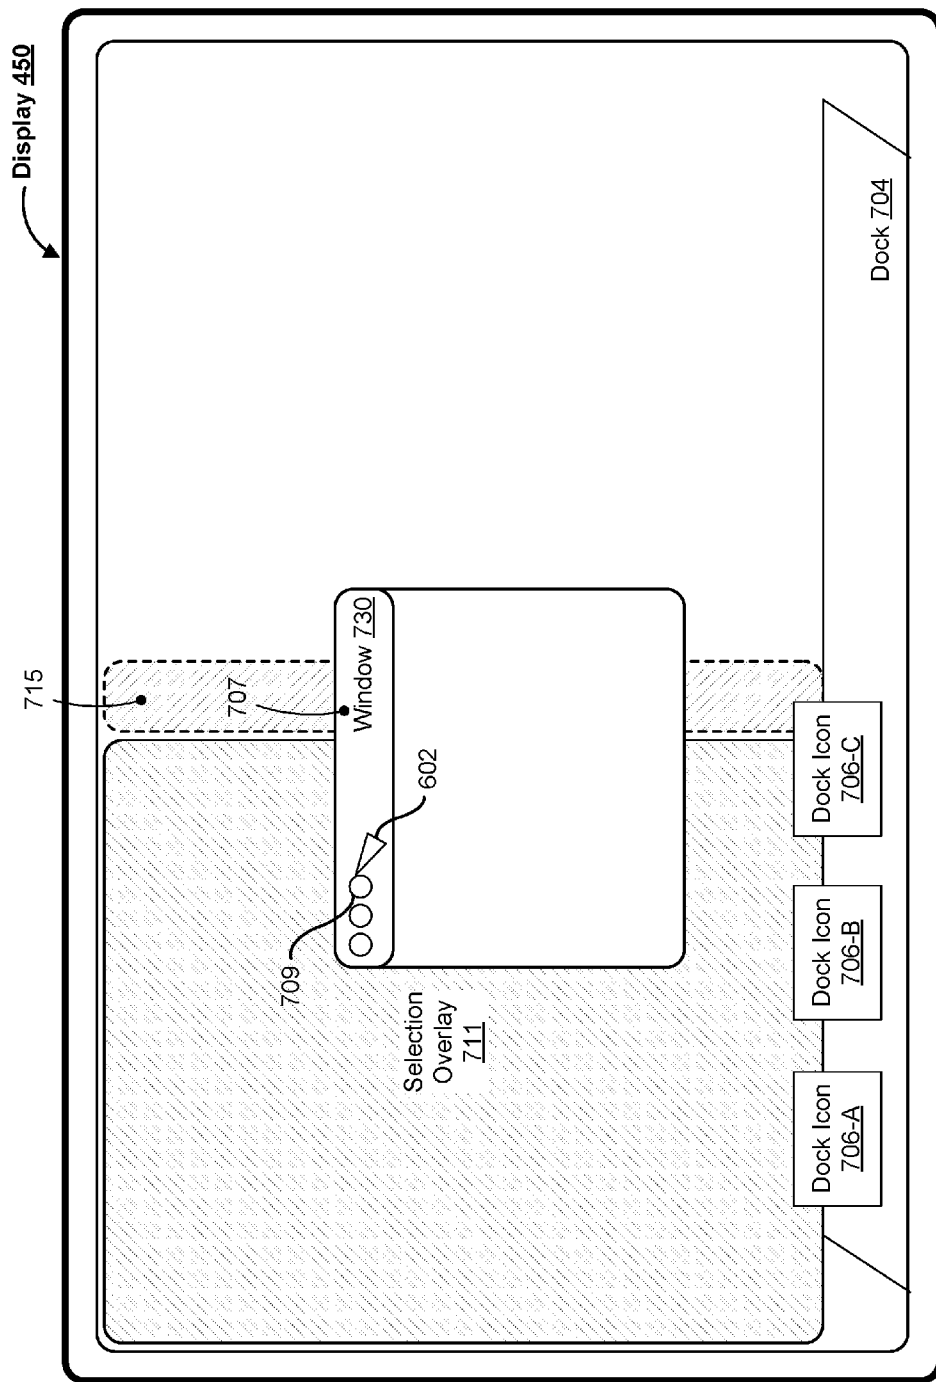 Display 450
715
707
Window 730
602
709
Selection
Overlay
711
Dock Icon
706-A
Dock Icon
706-B
Dock Icon
706-C
Dock 704